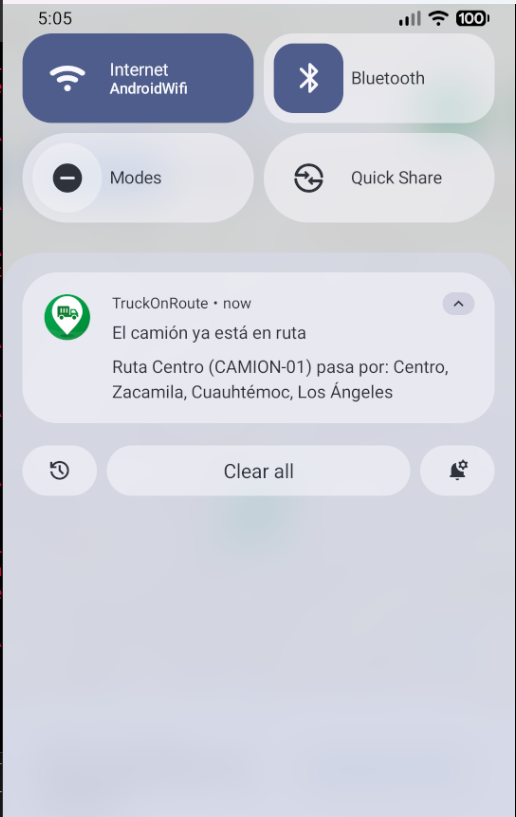 5:05
100
Internet
AndroidWifi
Bluetooth
Modes
Quick Share
TruckOnRoute • now
El camión ya está en ruta
Ruta Centro (CAMION-01) pasa por: Centro,
Zacamila, Cuauhtémoc, Los Ángeles
Clear all